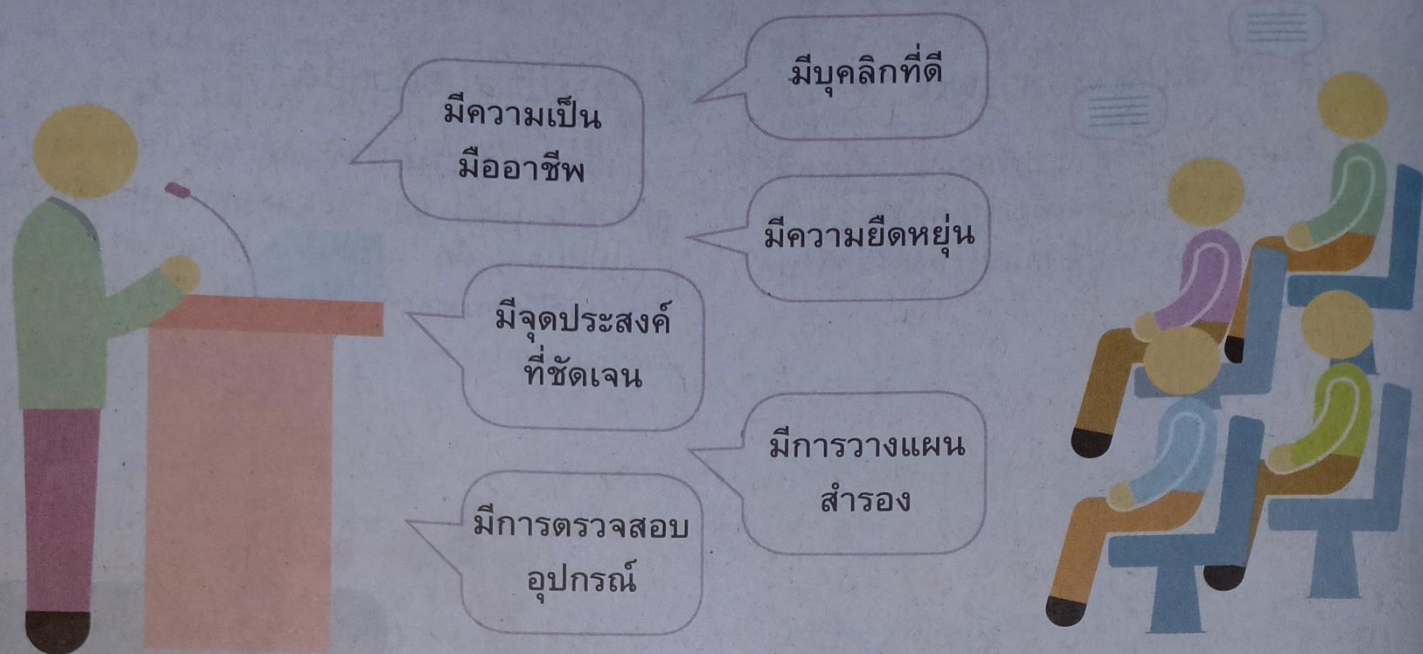 มีความเป็น
มืออาชีพ
มีบุคลิกที่ดี
มีความยืดหยุ่น
มีจุดประสงค์
ที่ชัดเจน
มีการวางแผน
สำรอง
มีการตรวจสอบ
อุปกรณ์